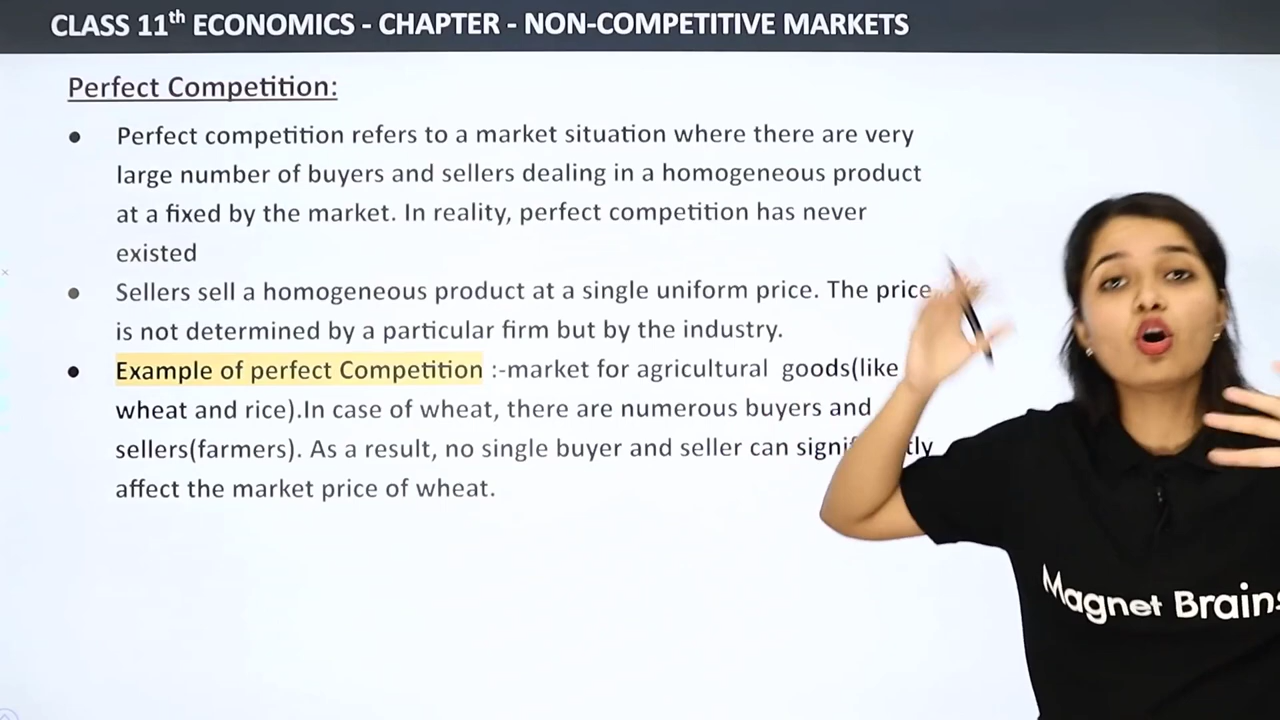 CLASS 11th ECONOMICS - CHAPTER - NON-COMPETITIVE MARKETS
Perfect Competition:
• Perfect competition refers to a market situation where there are very
large number of buyers and sellers dealing in a homogeneous product
at a fixed by the market. In reality, perfect competition has never
existed
• Sellers sell a homogeneous product at a single uniform price. The price
is not determined by a particular firm but by the industry.
• Example of perfect Competition :-market for agricultural goods(like
wheat and rice).In case of wheat, there are numerous buyers and
sellers(farmers). As a result, no single buyer and seller can
affect the market price of wheat.
Magnet Brains